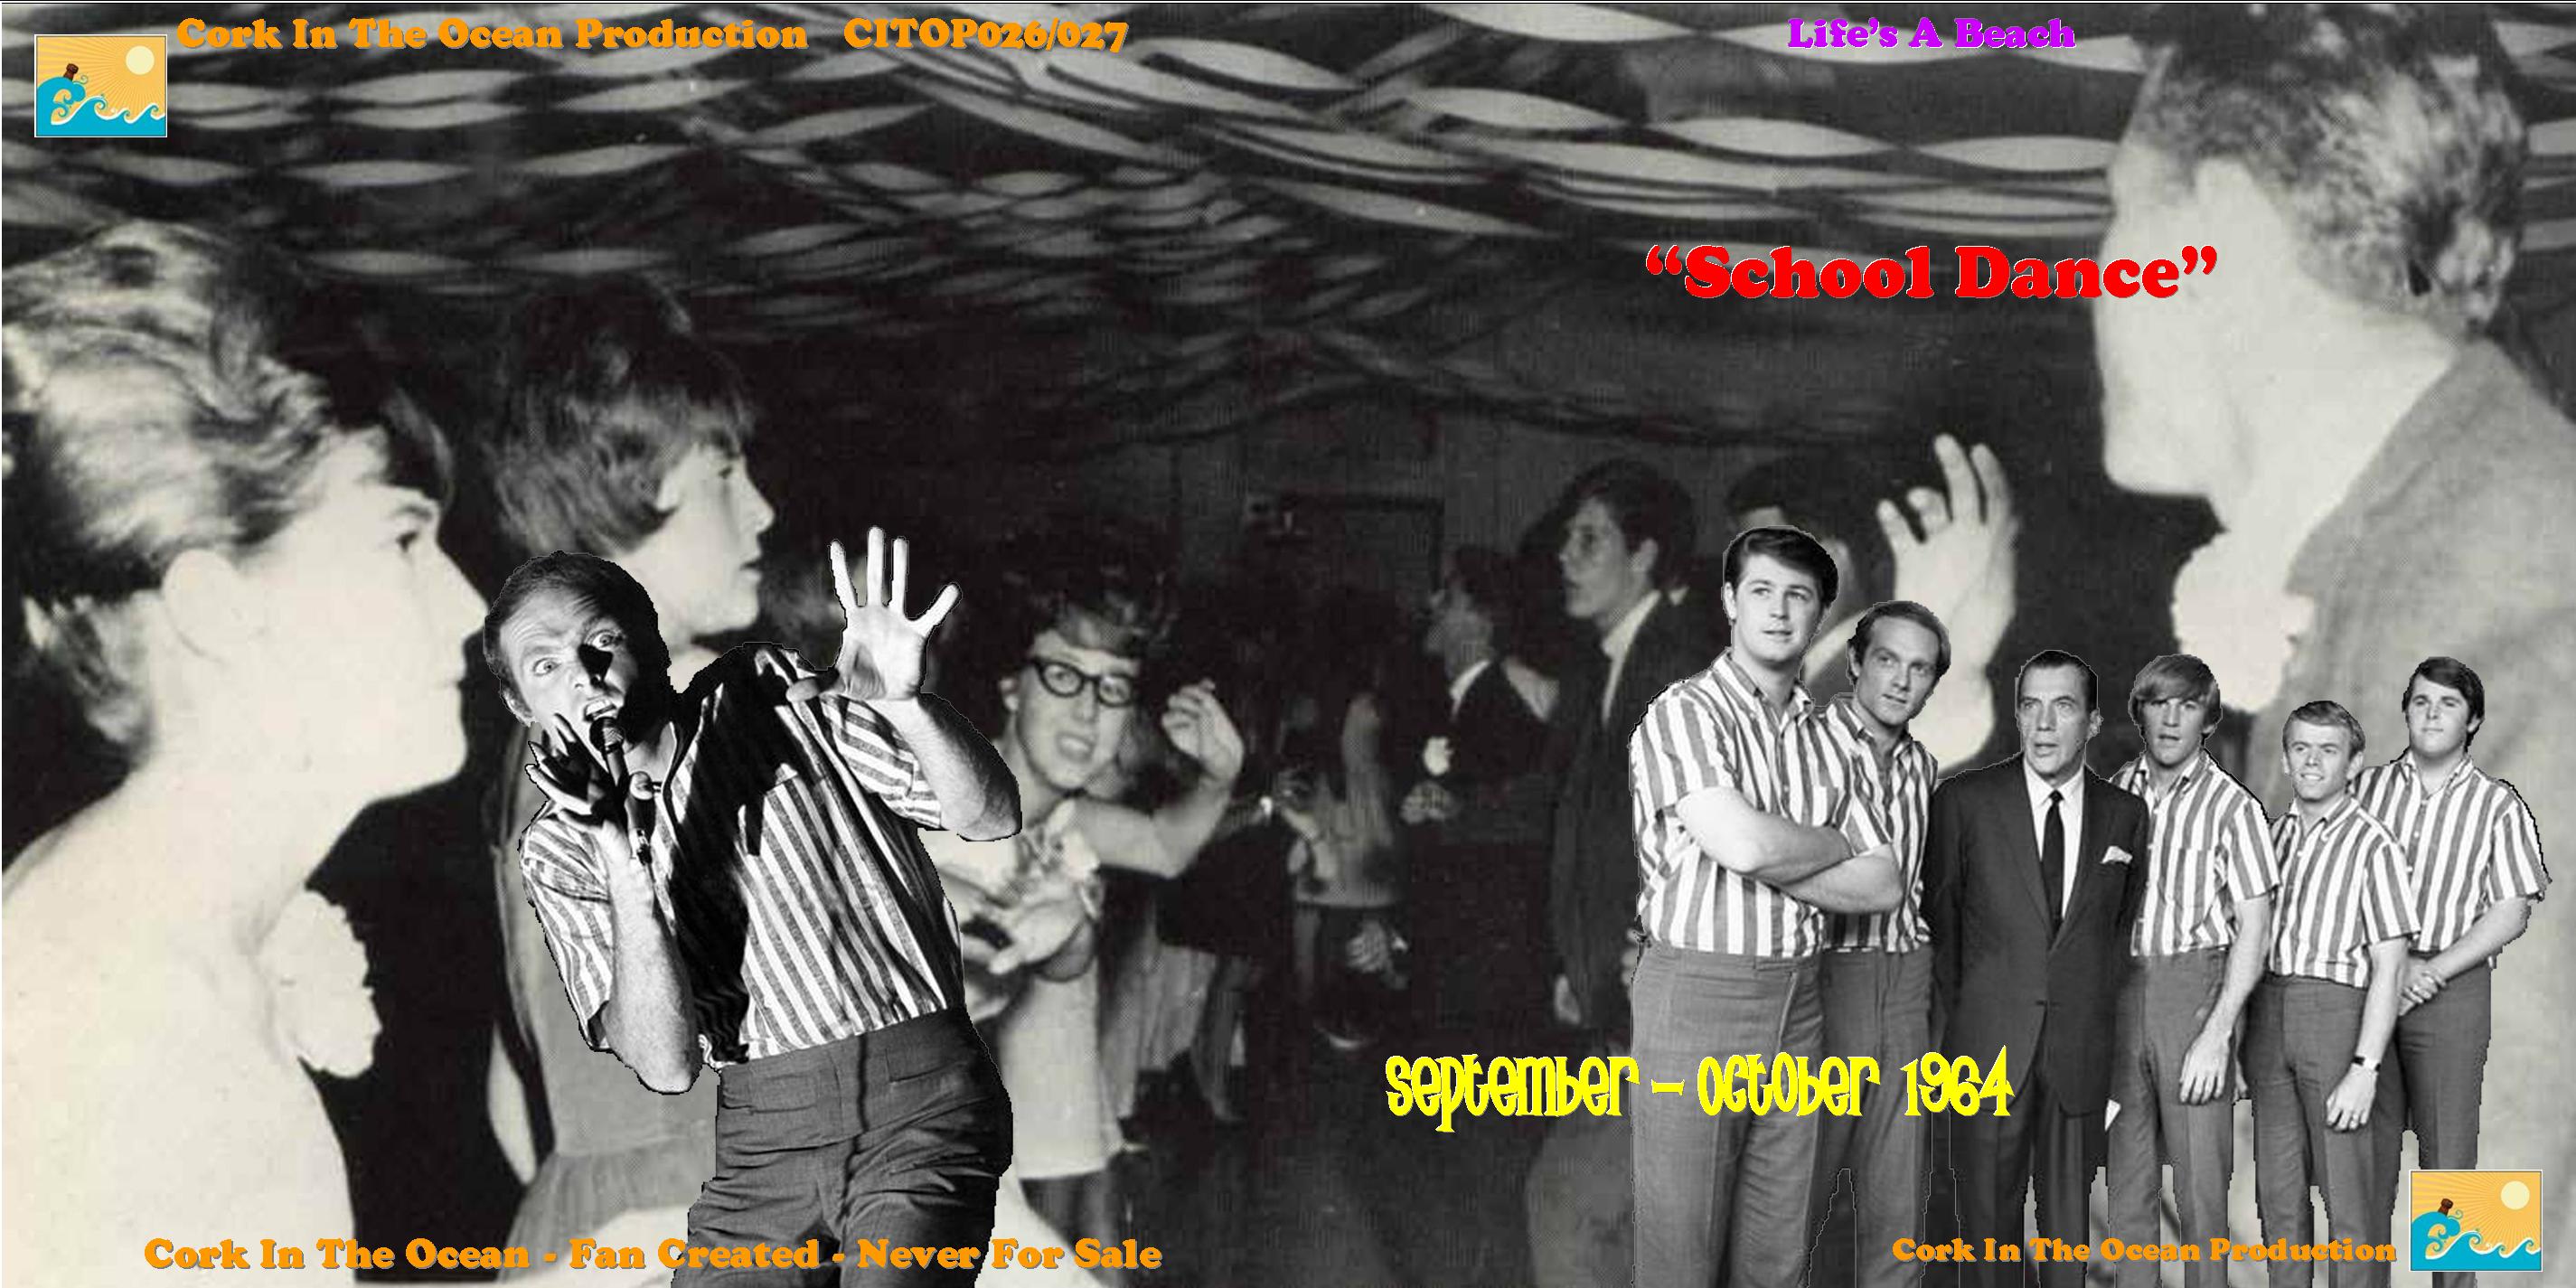 Cork In The Ocean Production CITOP026/027
Life's A Beach
“School Dance”
September - October 1964
Cork In The Ocean - Fan Created - Never For Sale
Cork In The Ocean Production